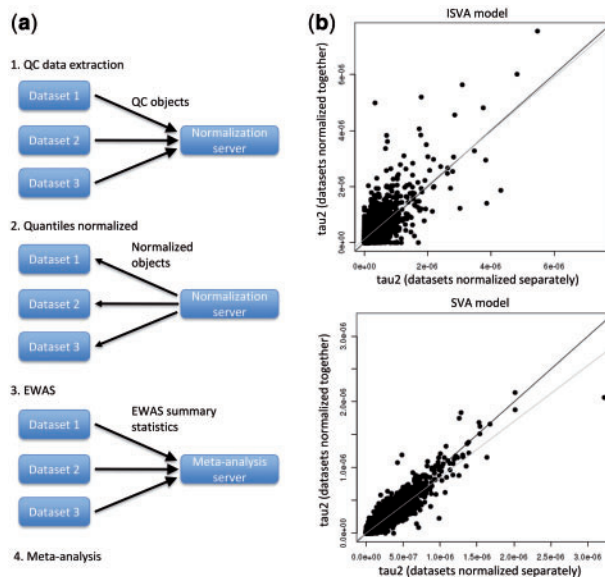 (a)
1. QC data extraction
Dataset 1
QC objects
Dataset 2
Normalization
server
Dataset 3
2. Quantiles normalized
Dataset 1
Normalized
objects
Dataset 2
Normalization
server
Dataset 3
3. EWAS
Dataset 1
EWAS summary
statistics
Dataset 2
Meta-analysis
server
Dataset 3
4. Meta-analysis
(b)
ISVA model
tau2 (datasets normalized together)
0e+00 2e-06 4e-06 6e-06
0e+00 2e-06 4e-06 6e-06
tau2 (datasets normalized separately)
SVA model
tau2 (datasets normalized together)
0.0e+00 1.0e-06 2.0e-06 3.0e-06
0.0e+00 5.0e-07 1.0e-06 1.5e-06 2.0e-06 2.5e-06 3.0e-06
tau2 (datasets normalized separately)